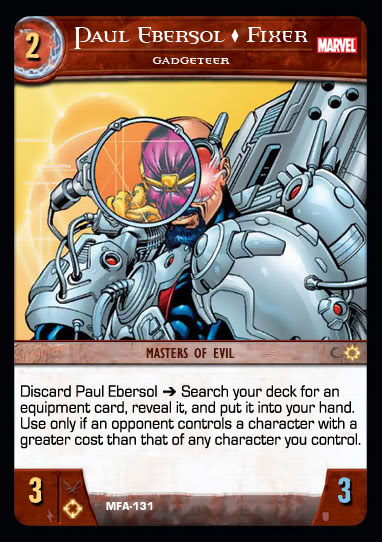 2
Paul Ebersol ♦ Fixer
MARVEL
Gadgeteer
MASTERS OF EVIL
C
Discard Paul Ebersol ➔ Search your deck for an
equipment card, reveal it, and put it into your hand.
Use only if an opponent controls a character with a
greater cost than that of any character you control.
3
MFA-131
3